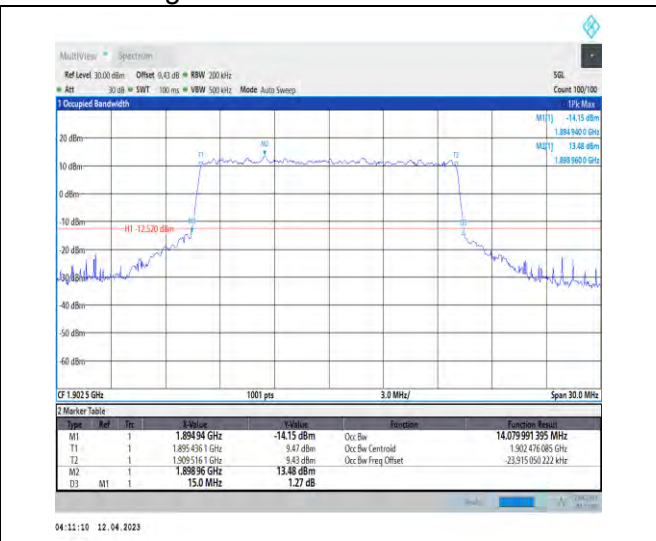 MultiView Spectrum
Ref Level 30.00 dBm Offset 9.43 dB RBW 200 kHz SGL
Att 30 dB SWT 100 ms VBW 500 kHz Mode Auto Sweep Count 100/100
1 Occupied Bandwidth 1Pk Max
M1[1] -14.15 dBm
1.894 940 0 GHz
M2[1] 13.48 dBm
1.898 960 0 GHz
20 dBm
M2
T1 T2
10 dBm
0 dBm
-10 dBm
H1 -12.520 dBm
-20 dBm
-30 dBm
-40 dBm
-50 dBm
-60 dBm
CF 1.902 5 GHz 1001 pts 3.0 MHz/ Span 30.0 MHz
2 Marker Table
Type Ref Trc X-Value Y-Value Function Function Result
M1 1 1.894 94 GHz -14.15 dBm Occ Bw 14.079 991 395 MHz
T1 1 1.895 436 1 GHz 9.47 dBm Occ Bw Centroid 1.902 476 085 GHz
T2 1 1.909 516 1 GHz 9.43 dBm Occ Bw Freq Offset -23.915 050 222 kHz
M2 1 1.898 96 GHz 13.48 dBm
D3 M1 1 15.0 MHz 1.27 dB
04:11:10 12.04.2023